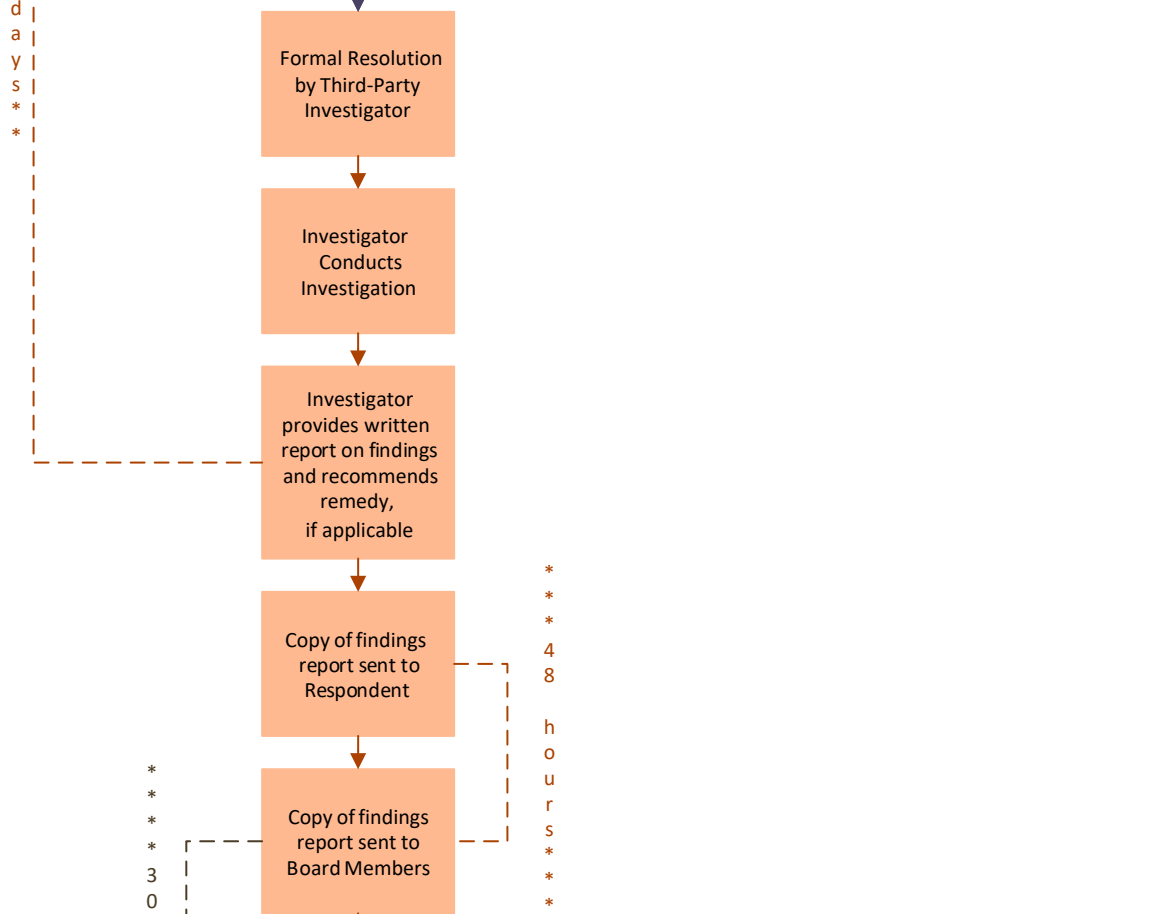 d
a
y
s
*
*
Formal Resolution
by Third-Party
Investigator
Investigator
Conducts
Investigation
Investigator
provides written
report on findings
and recommends
remedy,
if applicable
*
*
*
4
8
h
o
u
r
s
*
*
*
Copy of findings
report sent to
Respondent
*
*
*
*
3
0
Copy of findings
report sent to
Board Members